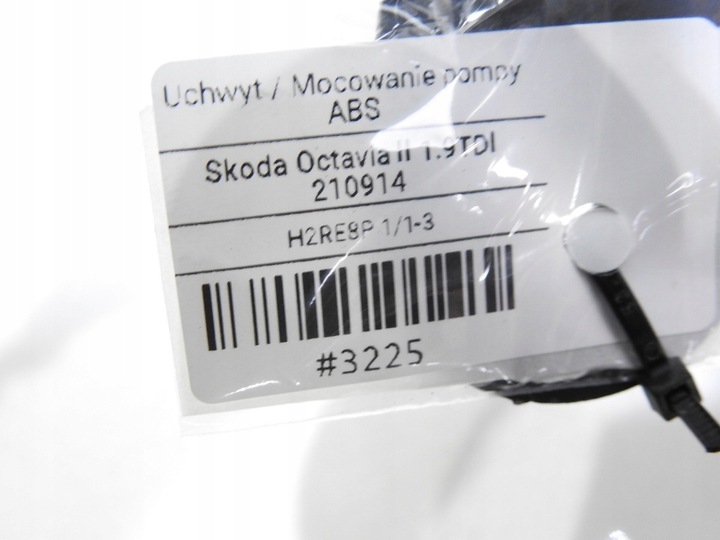 Uchwyt / Mocowanie pompy
ABS
Skoda Octavia II 1.9TDI
210914
H2RE8P 1/1-3
#3225